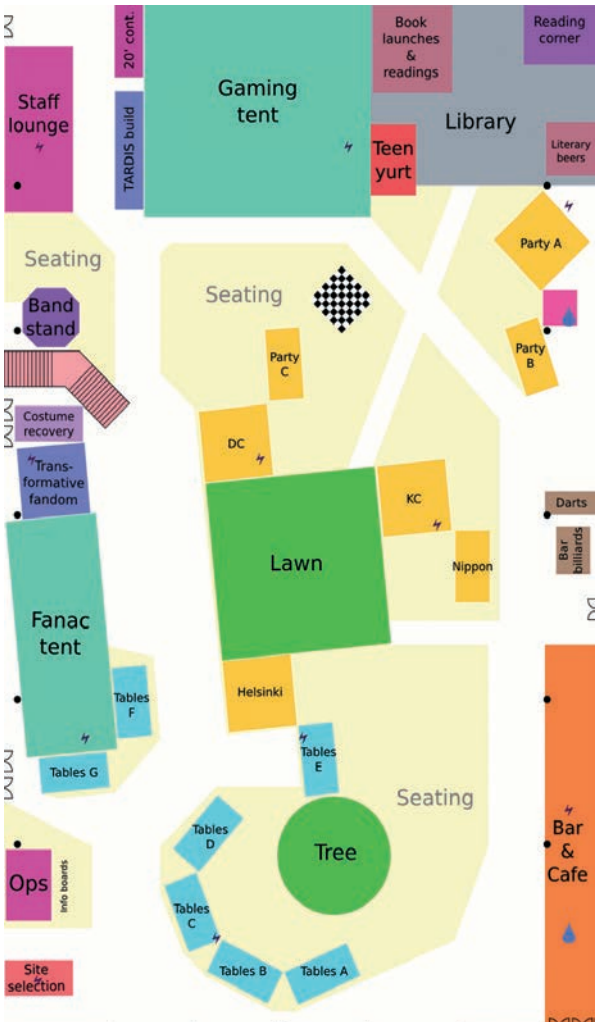 20' cont.
Book
launches
&
readings
Reading
corner
Staff
lounge
Gaming
tent
TARDIS build
Library
Teen
yurt
Literary
beers
Party A
Seating
Seating
Band
stand
Party
C
Party
B
Costume
recovery
DC
Trans-
formative
fandom
KC
Darts
Bar
billiards
Lawn
Nippon
Fanac
tent
Tables
F
Helsinki
Tables
E
Tables G
Seating
Tables
D
Tree
Bar
&
Cafe
Ops
Info boards
Tables
C
Tables B
Tables A
Site
selection